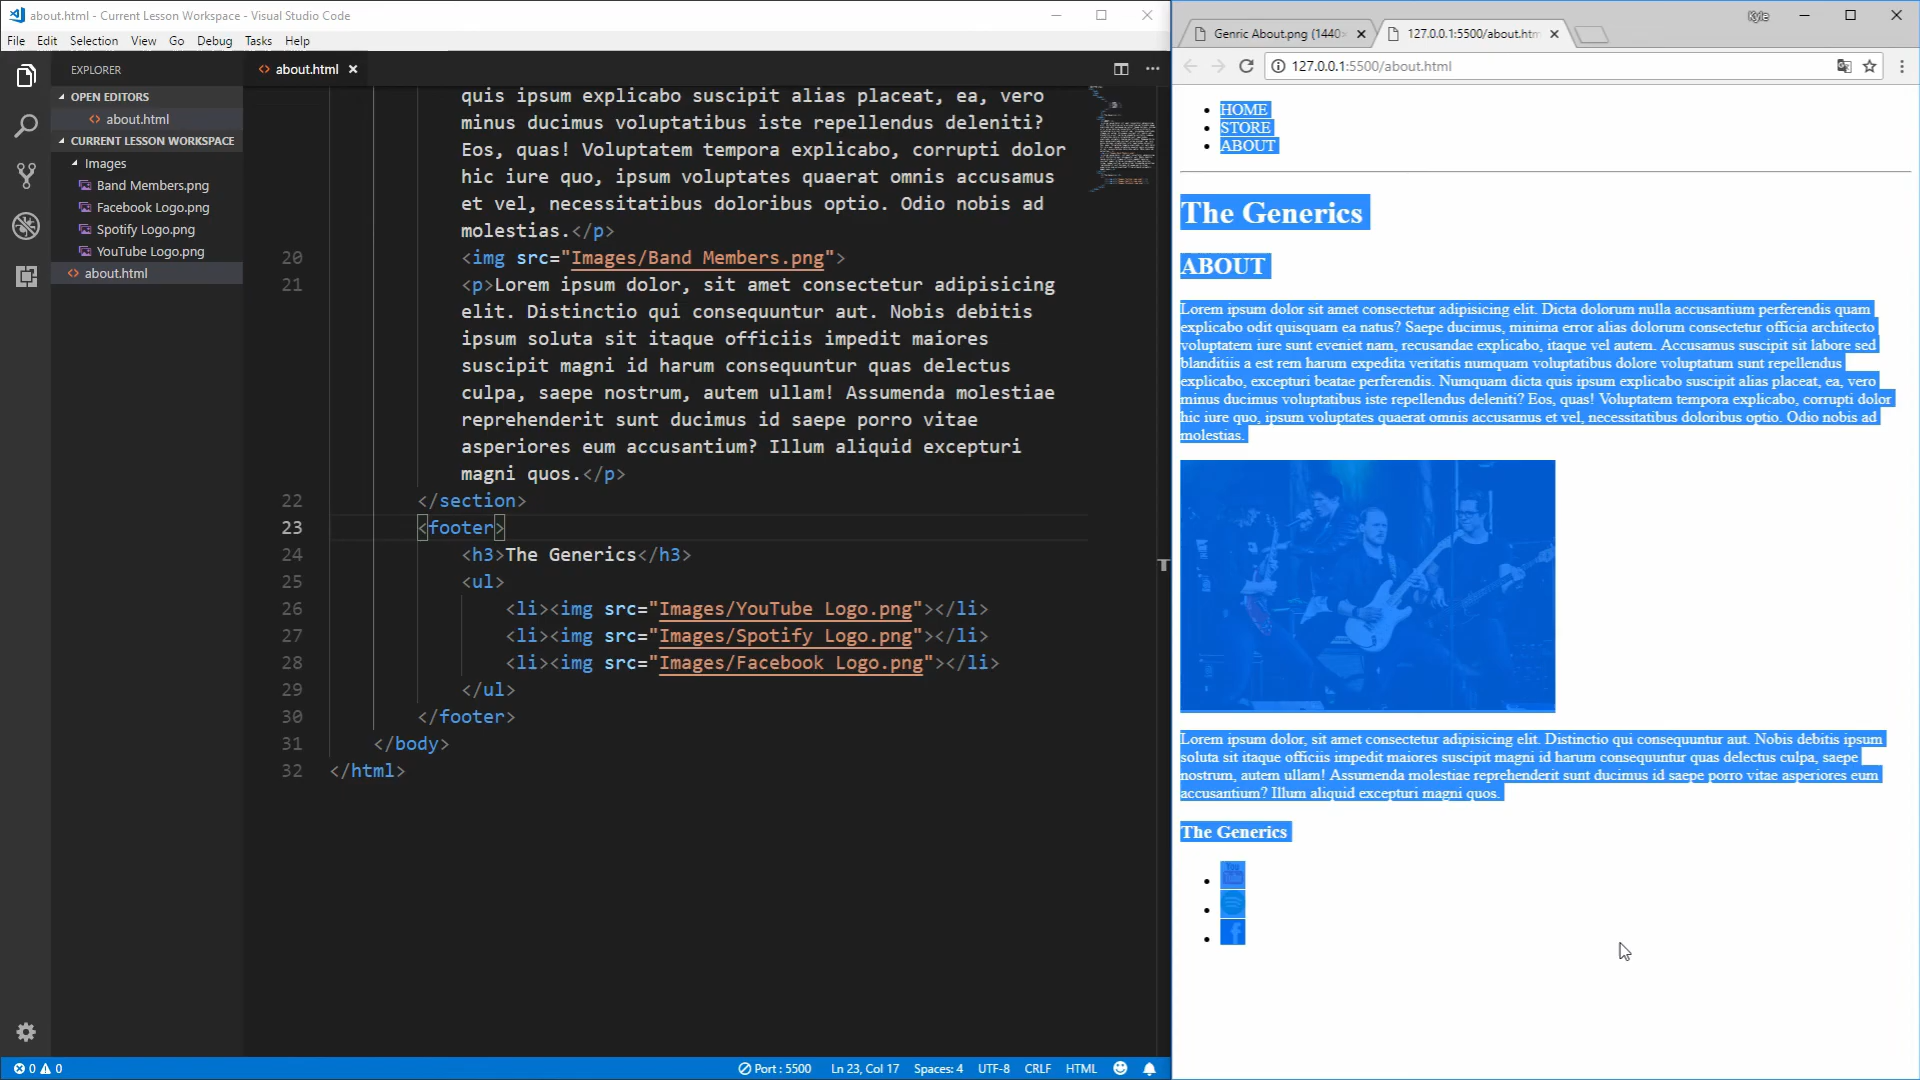 about.html - Current Lesson Workspace - Visual Studio Code
File Edit Selection View Go Debug Tasks Help
EXPLORER
OPEN EDITORS
about.html
CURRENT LESSON WORKSPACE
Images
Band Members.png
Facebook Logo.png
Spotify Logo.png
YouTube Logo.png
about.html
about.html
quis ipsum explicabo suscipit alias placeat, ea, vero
minus ducimus voluptatibus iste repellendus deleniti?
Eos, quas! Voluptatem tempora explicabo, corrupti dolor
hic iure quo, ipsum voluptates quaerat omnis accusamus
et vel, necessitatibus doloribus optio. Odio nobis ad
molestias.</p>
20 <img src="Images/Band Members.png">
21 <p>Lorem ipsum dolor, sit amet consectetur adipisicing
elit. Distinctio qui consequuntur aut. Nobis debitis
ipsum soluta sit itaque officiis impedit maiores
suscipit magni id harum consequuntur quas delectus
culpa, saepe nostrum, autem ullam! Assumenda molestiae
reprehenderit sunt ducimus id saepe porro vitae
asperiores eum accusantium? Illum aliquid excepturi
magni quos.</p>
22 </section>
23 <footer>
24 <h3>The Generics</h3>
25 <ul>
26 <li><img src="Images/YouTube Logo.png"></li>
27 <li><img src="Images/Spotify Logo.png"></li>
28 <li><img src="Images/Facebook Logo.png"></li>
29 </ul>
30 </footer>
31 </body>
32 </html>
0 0
Port : 5500 Ln 23, Col 17 Spaces: 4 UTF-8 CRLF HTML
Kyle
Genric About.png (1440 127.0.0.1:5500/about.htm
127.0.0.1:5500/about.html
HOME
STORE
ABOUT
The Generics
ABOUT
Lorem ipsum dolor sit amet consectetur adipisicing elit. Dicta dolorum nulla accusantium perferendis quam
explicabo odit quisquam ea natus? Saepe ducimus, minima error alias dolorum consectetur officia architecto
voluptatem iure sunt eveniet nam, recusandae explicabo, itaque vel autem. Accusamus suscipit sit labore sed
blanditiis a est rem harum expedita veritatis numquam voluptatibus dolore voluptatum sunt repellendus
explicabo, excepturi beatae perferendis. Numquam dicta quis ipsum explicabo suscipit alias placeat, ea, vero
minus ducimus voluptatibus iste repellendus deleniti? Eos, quas! Voluptatem tempora explicabo, corrupti dolor
hic iure quo, ipsum voluptates quaerat omnis accusamus et vel, necessitatibus doloribus optio. Odio nobis ad
molestias.
Lorem ipsum dolor, sit amet consectetur adipisicing elit. Distinctio qui consequuntur aut. Nobis debitis ipsum
soluta sit itaque officiis impedit maiores suscipit magni id harum consequuntur quas delectus culpa, saepe
nostrum, autem ullam! Assumenda molestiae reprehenderit sunt ducimus id saepe porro vitae asperiores eum
accusantium? Illum aliquid excepturi magni quos.
The Generics
You